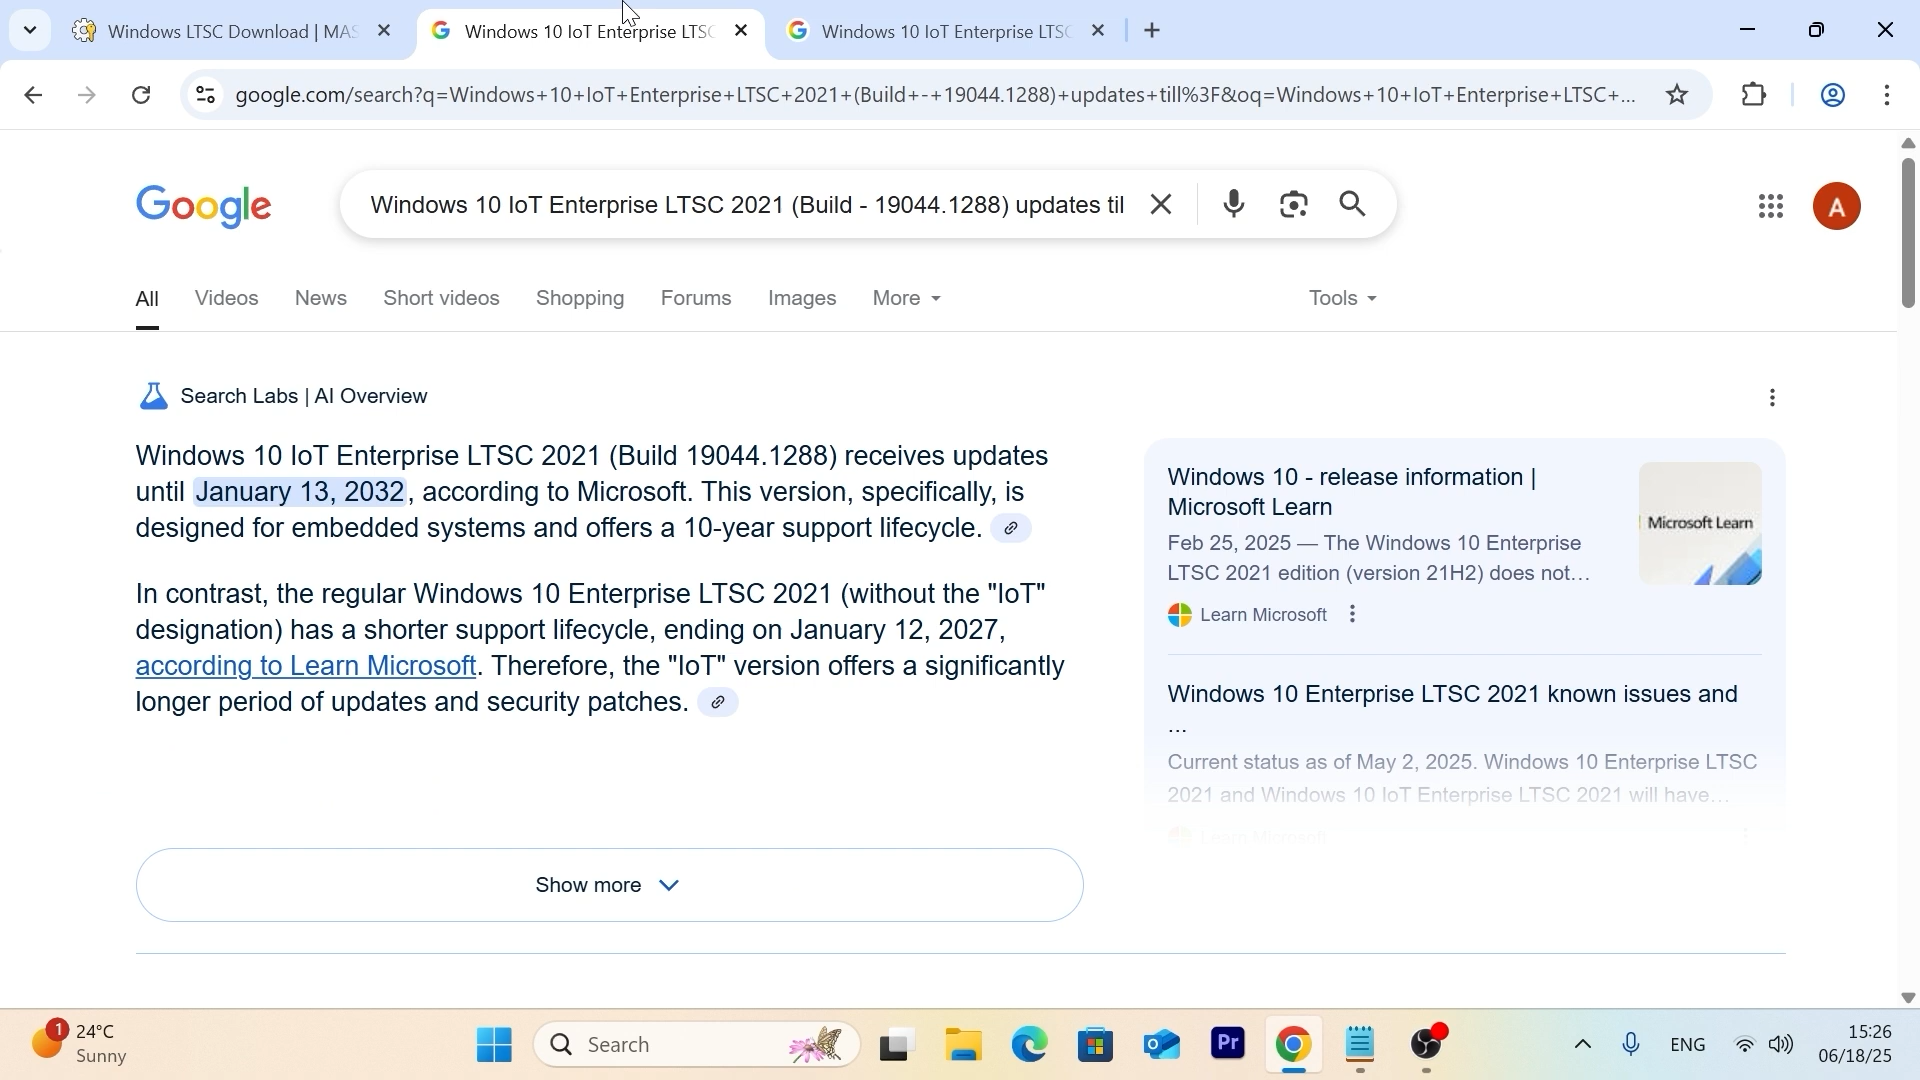 Windows LTSC Download | MAS
Windows 10 IoT Enterprise LTSC
Windows 10 IoT Enterprise LTSC
google.com/search?q=Windows+10+IoT+Enterprise+LTSC+2021+(Build+-+19044.1288)+updates+till%3F&oq=Windows+10+IoT+Enterprise+LTSC+...
Google
Windows 10 IoT Enterprise LTSC 2021 (Build - 19044.1288) updates til
A
All
Videos
News
Short videos
Shopping
Forums
Images
More
Tools
Search Labs | AI Overview
Windows 10 IoT Enterprise LTSC 2021 (Build 19044.1288) receives updates
until January 13, 2032, according to Microsoft. This version, specifically, is
designed for embedded systems and offers a 10-year support lifecycle.
In contrast, the regular Windows 10 Enterprise LTSC 2021 (without the "IoT"
designation) has a shorter support lifecycle, ending on January 12, 2027,
according to Learn Microsoft. Therefore, the "IoT" version offers a significantly
longer period of updates and security patches.
Show more
Windows 10 - release information |
Microsoft Learn
Feb 25, 2025 — The Windows 10 Enterprise
LTSC 2021 edition (version 21H2) does not...
Microsoft Learn
Learn Microsoft
Windows 10 Enterprise LTSC 2021 known issues and
...
Current status as of May 2, 2025. Windows 10 Enterprise LTSC
2021 and Windows 10 IoT Enterprise LTSC 2021 will have...
Learn Microsoft
1
24°C
Sunny
Search
Pr
ENG
15:26
06/18/25